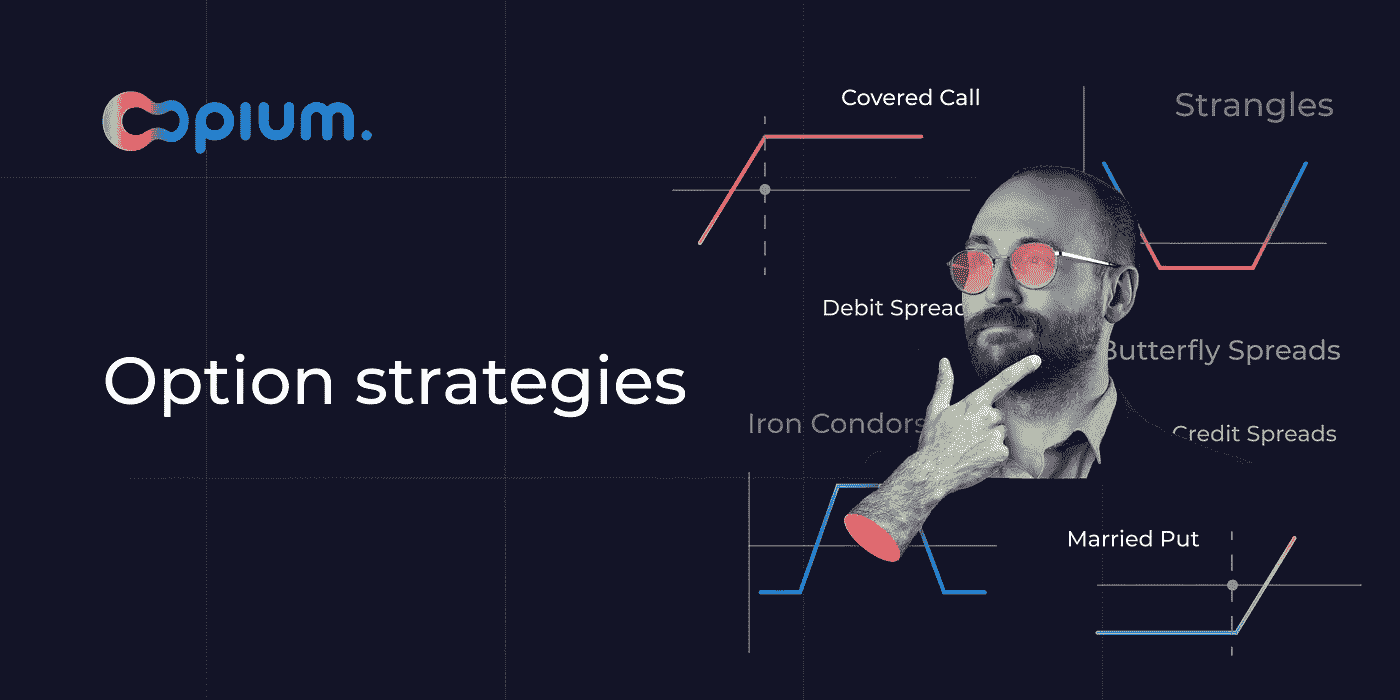 opium.
Covered Call
Strangles
Debit Spread
Butterfly Spreads
Option strategies
Iron Condors
Credit Spreads
Married Put